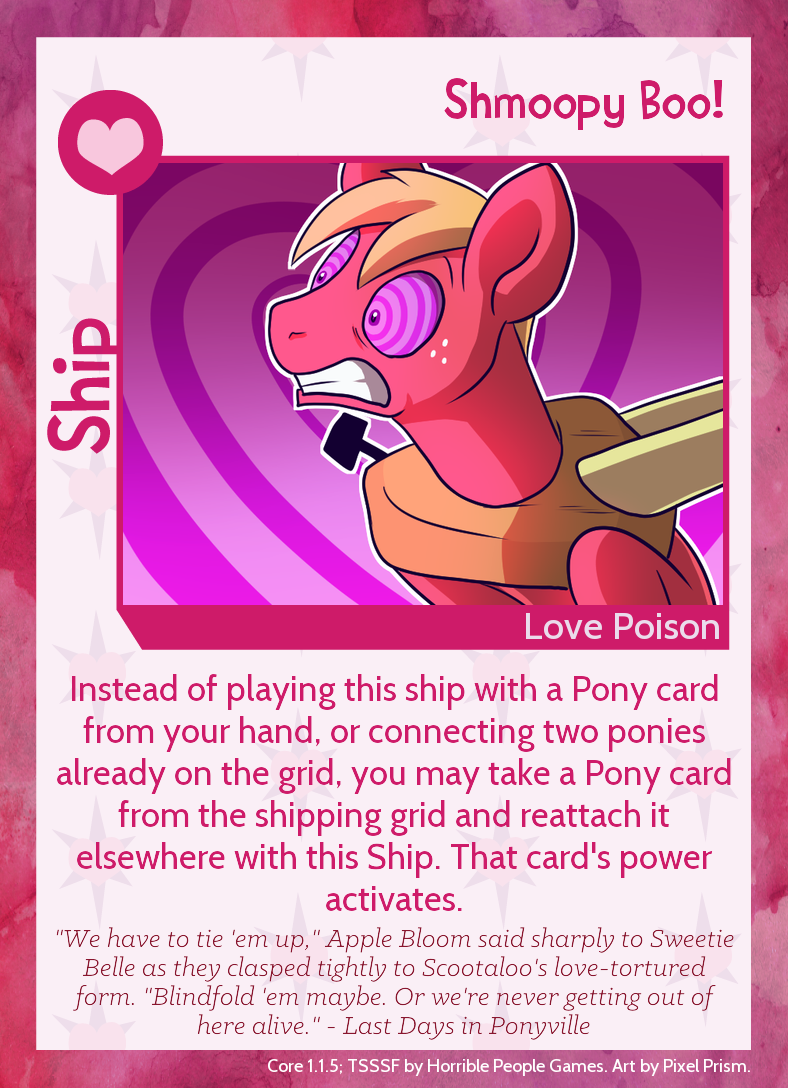 Shmoopy Boo!
Ship
Love Poison
Instead of playing this ship with a Pony card
from your hand, or connecting two ponies
already on the grid, you may take a Pony card
from the shipping grid and reattach it
elsewhere with this Ship. That card's power
activates.
"We have to tie 'em up," Apple Bloom said sharply to Sweetie
Belle as they clasped tightly to Scootaloo's love-tortured
form. "Blindfold 'em maybe. Or we're never getting out of
here alive." - Last Days in Ponyville
Core 1.1.5; TSSSF by Horrible People Games. Art by Pixel Prism.